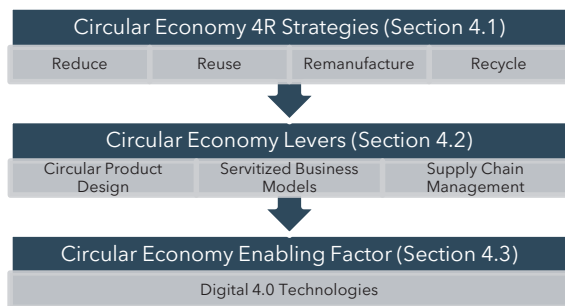 Circular Economy 4R Strategies (Section 4.1)
Reduce Reuse Remanufacture Recycle
Circular Economy Levers (Section 4.2)
Circular Product Design
Servitized Business Models
Supply Chain Management
Circular Economy Enabling Factor (Section 4.3)
Digital 4.0 Technologies